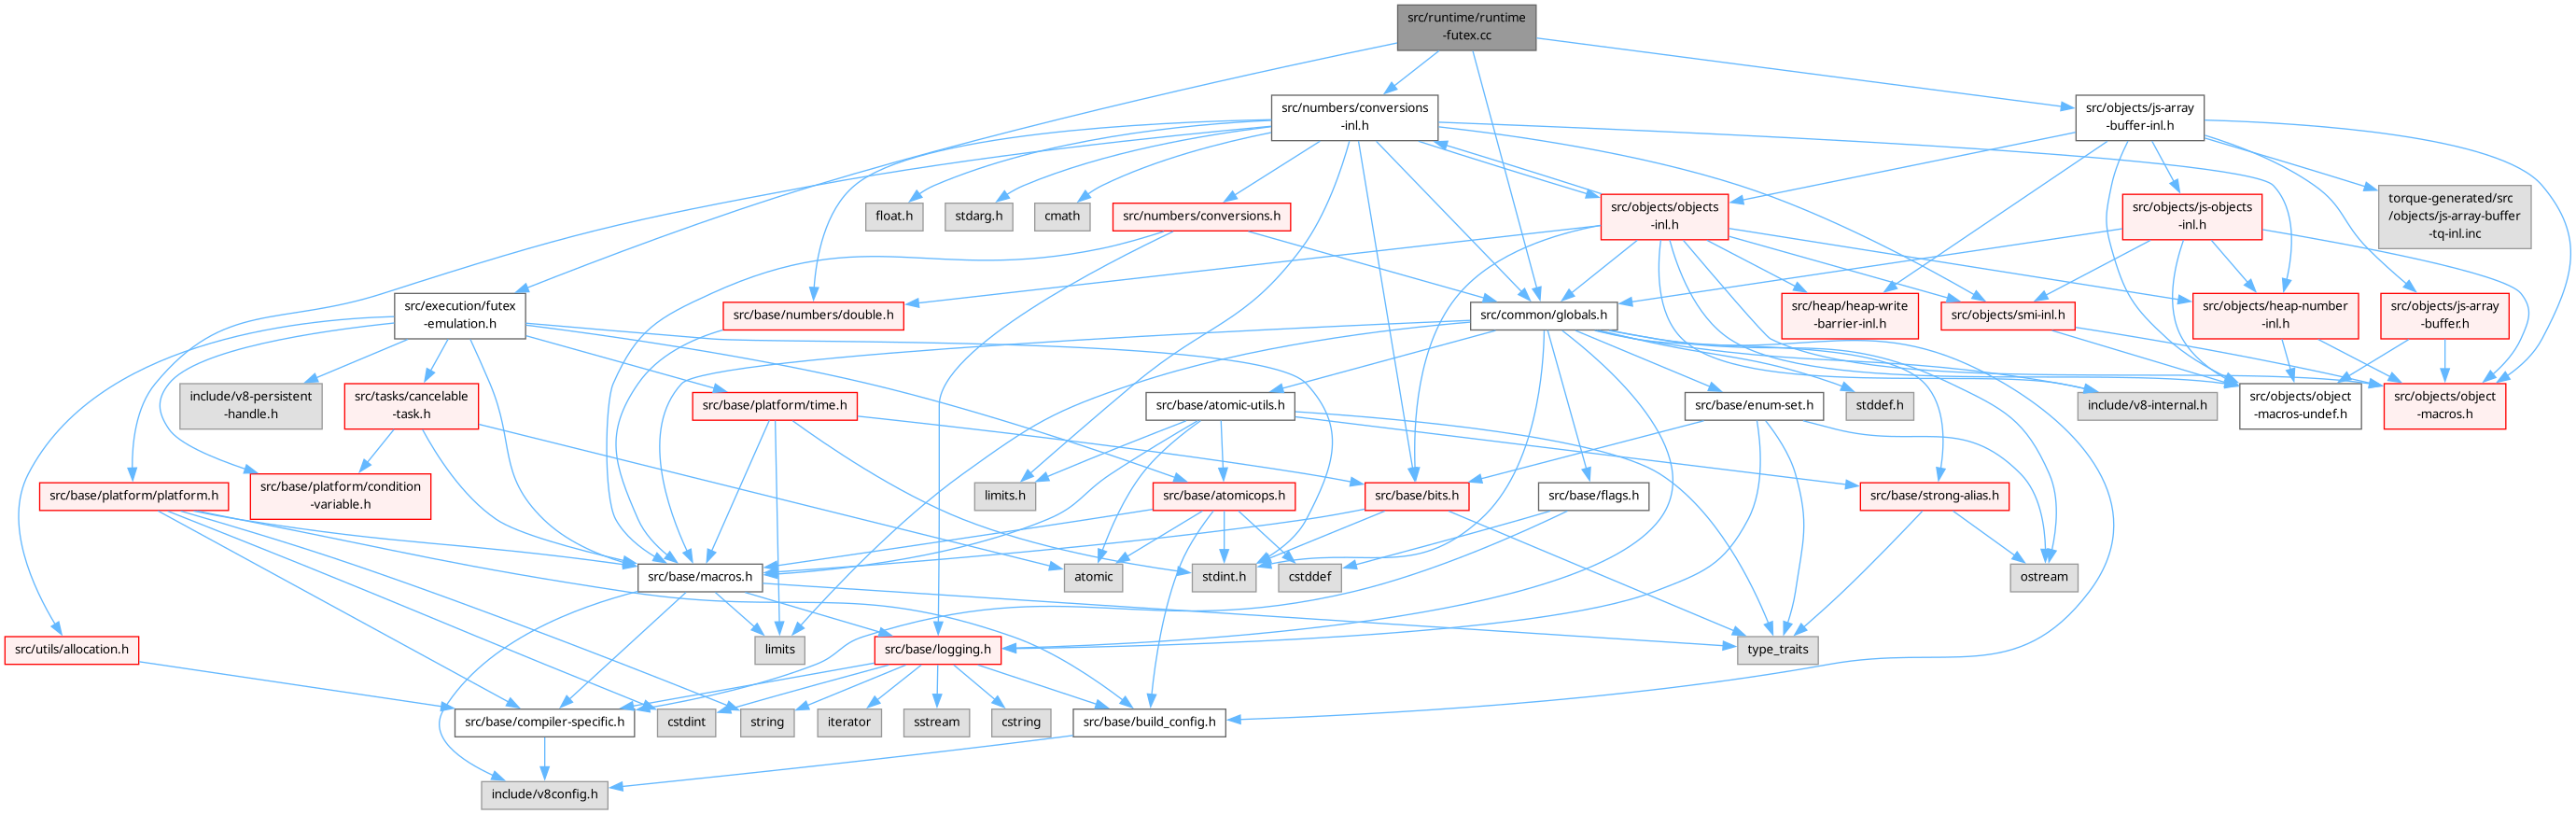 src/runtime/runtime
-futex.cc
src/numbers/conversions
-inl.h
src/objects/js-array
-buffer-inl.h
float.h
stdarg.h
cmath
src/numbers/conversions.h
src/objects/objects
-inl.h
src/objects/js-objects
-inl.h
torque-generated/src
/objects/js-array-buffer
-tq-inl.inc
src/execution/futex
-emulation.h
src/base/numbers/double.h
src/common/globals.h
src/heap/heap-write
-barrier-inl.h
src/objects/smi-inl.h
src/objects/heap-number
-inl.h
src/objects/js-array
-buffer.h
include/v8-persistent
-handle.h
src/tasks/cancelable
-task.h
src/base/platform/time.h
src/base/atomic-utils.h
src/base/enum-set.h
stddef.h
include/v8-internal.h
src/objects/object
-macros-undef.h
src/objects/object
-macros.h
src/base/platform/platform.h
src/base/platform/condition
-variable.h
limits.h
src/base/atomicops.h
src/base/bits.h
src/base/flags.h
src/base/strong-alias.h
src/base/macros.h
atomic
stdint.h
cstddef
ostream
src/utils/allocation.h
limits
src/base/logging.h
type_traits
src/base/compiler-specific.h
cstdint
string
iterator
sstream
cstring
src/base/build_config.h
include/v8config.h